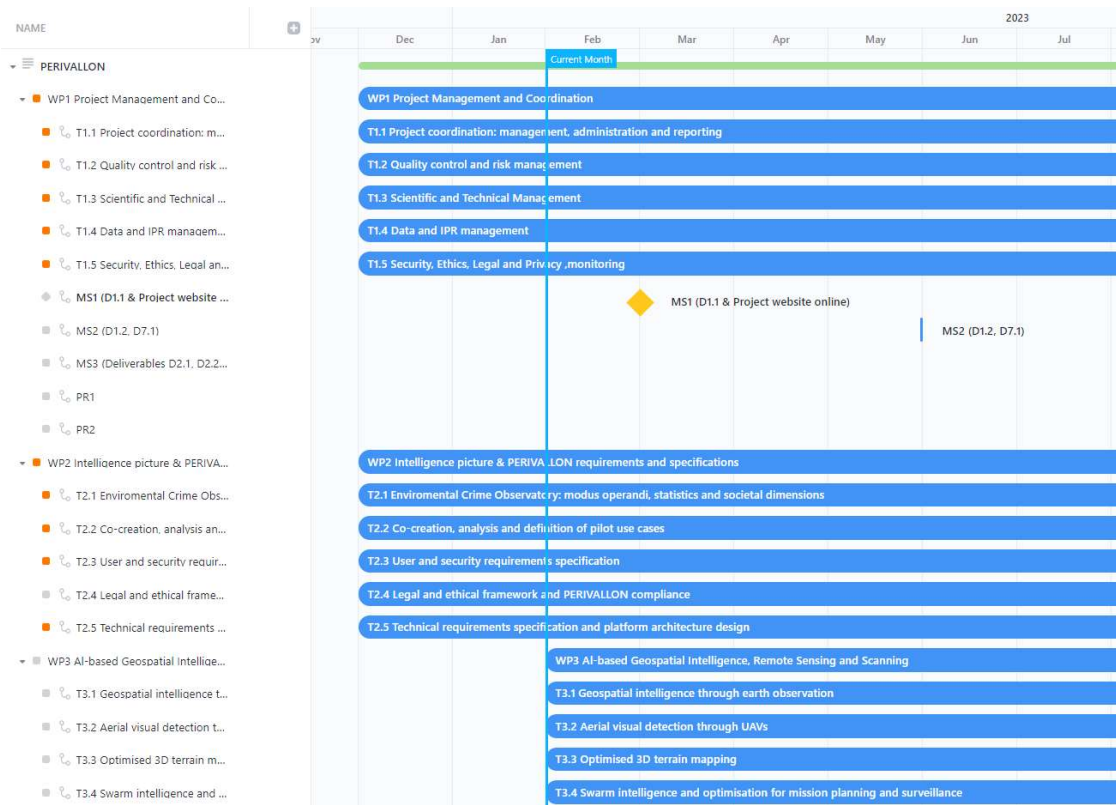 2023
NAME
ov Dec Jan Feb Mar Apr May Jun Jul
Current Month
PERIVALLON
WP1 Project Management and Co... WP1 Project Management and Coordination
T1.1 Project coordination: m... T1.1 Project coordination: management, administration and reporting
T1.2 Quality control and risk ... T1.2 Quality control and risk management
T1.3 Scientific and Technical ... T1.3 Scientific and Technical Management
T1.4 Data and IPR managem... T1.4 Data and IPR management
T1.5 Security, Ethics, Legal an... T1.5 Security, Ethics, Legal and Privacy ,monitoring
MS1 (D1.1 & Project website ... MS1 (D1.1 & Project website online)
MS2 (D1.2, D7.1) MS2 (D1.2, D7.1)
MS3 (Deliverables D2.1, D2.2...
PR1
PR2
WP2 Intelligence picture & PERIVA... WP2 Intelligence picture & PERIVALLON requirements and specifications
T2.1 Enviromental Crime Obs... T2.1 Enviromental Crime Observatory: modus operandi, statistics and societal dimensions
T2.2 Co-creation, analysis an... T2.2 Co-creation, analysis and definition of pilot use cases
T2.3 User and security requir... T2.3 User and security requirements specification
T2.4 Legal and ethical frame... T2.4 Legal and ethical framework and PERIVALLON compliance
T2.5 Technical requirements ... T2.5 Technical requirements specification and platform architecture design
WP3 AI-based Geospatial Intellige... WP3 AI-based Geospatial Intelligence, Remote Sensing and Scanning
T3.1 Geospatial intelligence t... T3.1 Geospatial intelligence through earth observation
T3.2 Aerial visual detection t... T3.2 Aerial visual detection through UAVs
T3.3 Optimised 3D terrain m... T3.3 Optimised 3D terrain mapping
T3.4 Swarm intelligence and ... T3.4 Swarm intelligence and optimisation for mission planning and surveillance